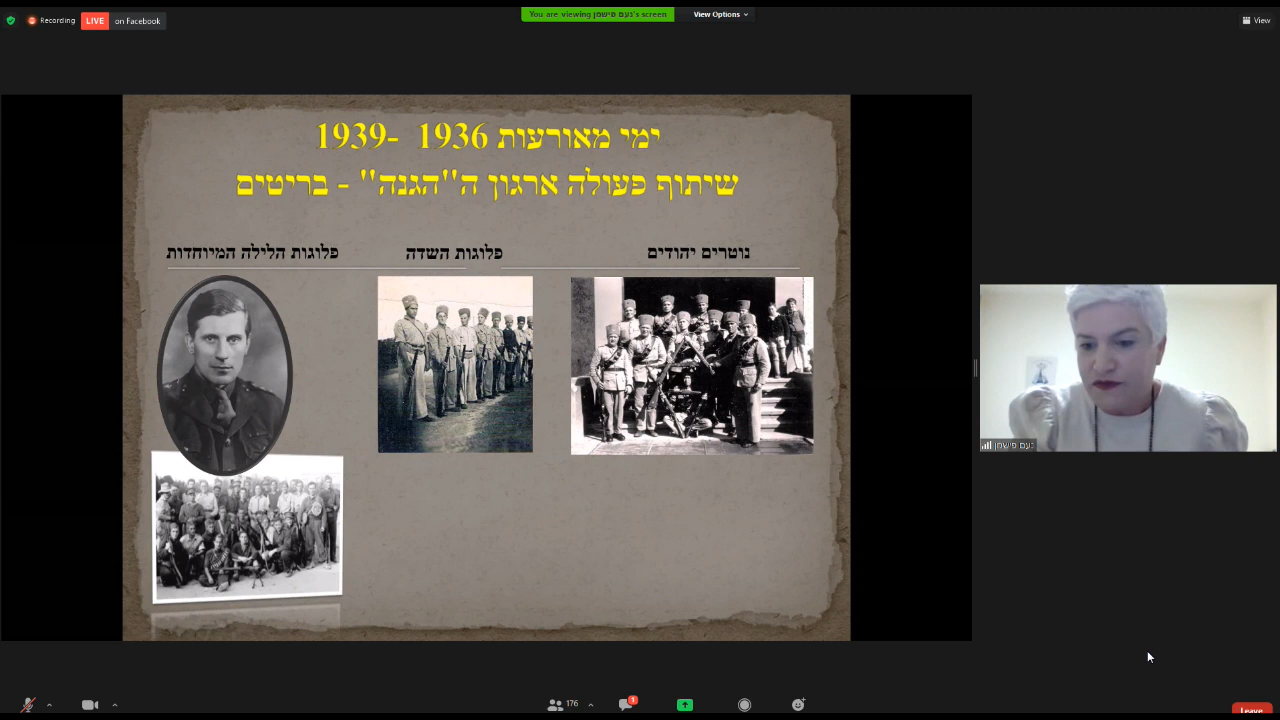 Recording
LIVE
on Facebook
You are viewing נעם פישמן's screen
View Options
View
ימי מאורעות 1936 -1939
שיתוף פעולה ארגון ה"הגנה" - בריטים
נוטרים יהודים
פלוגות השדה
פלוגות הלילה המיוחדות
נעם פישמן
176
1
Leave